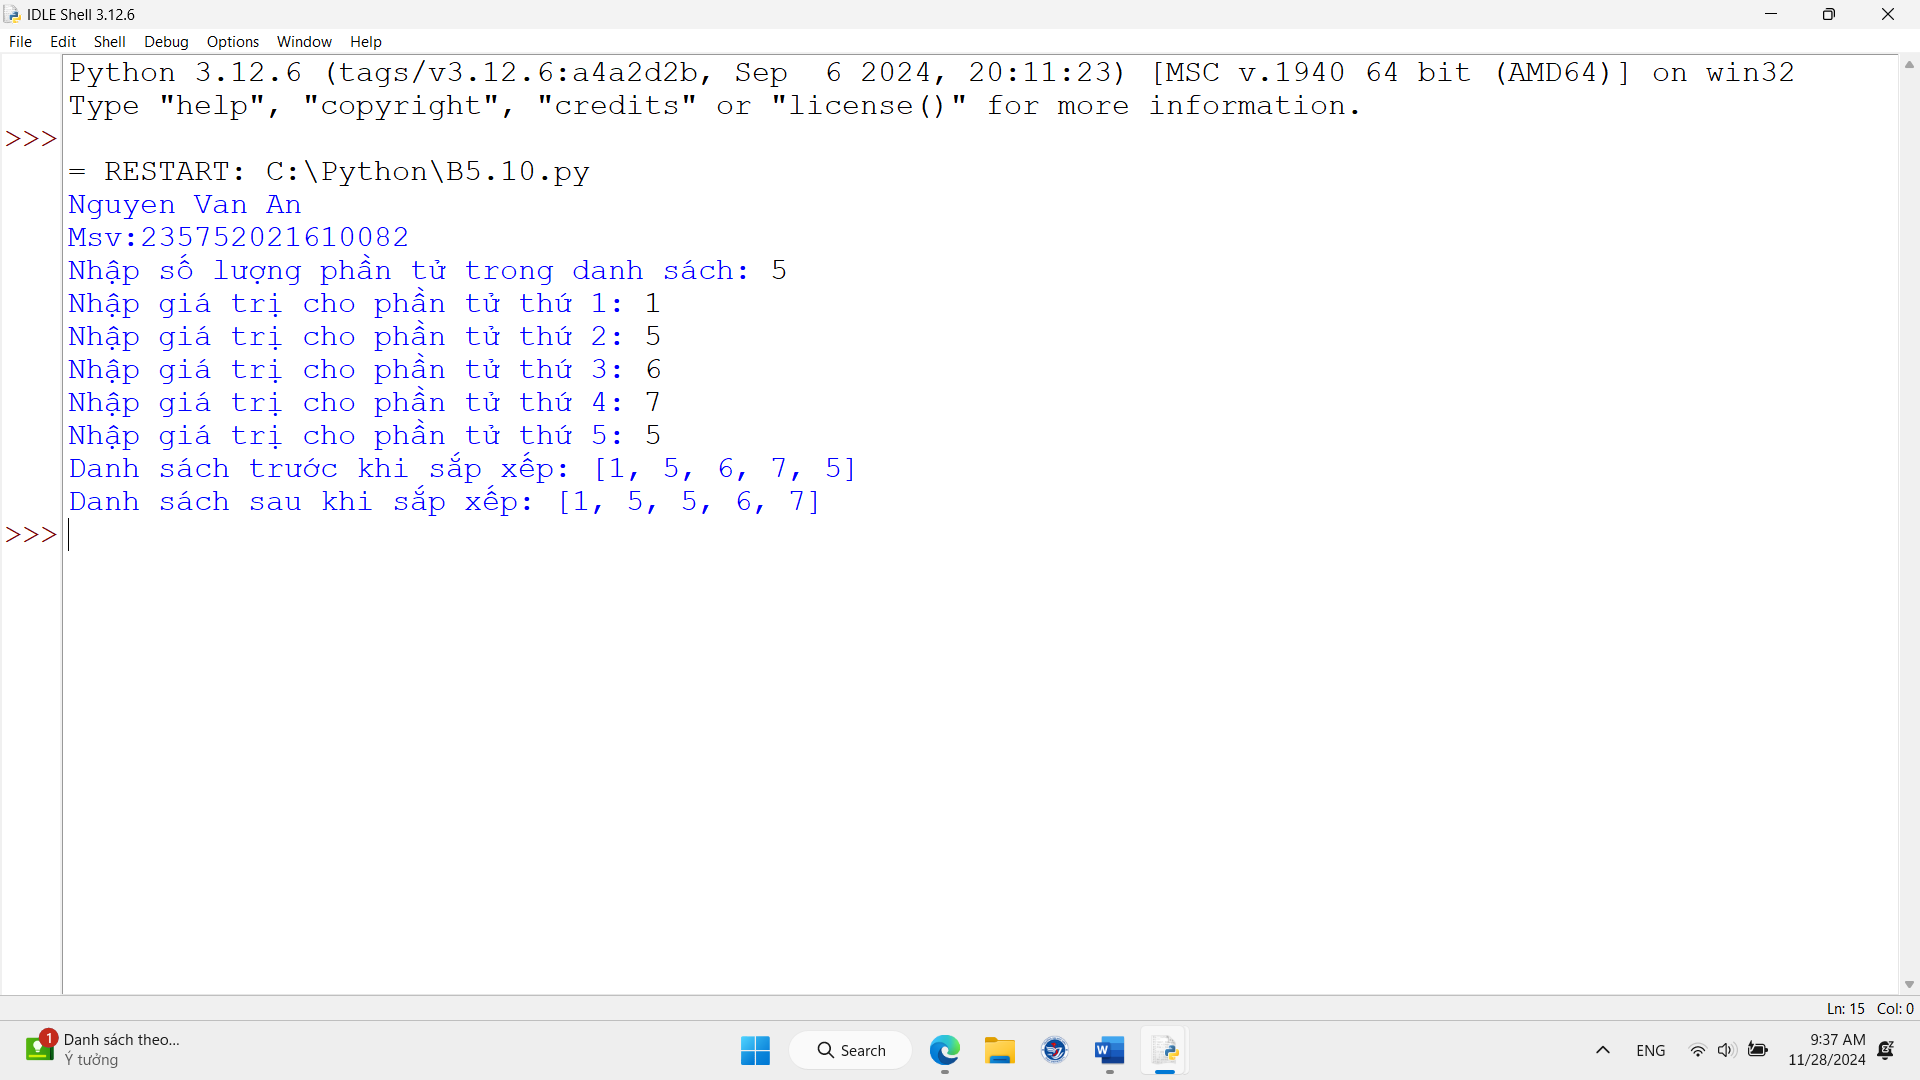 IDLE Shell 3.12.6
File Edit Shell Debug Options Window Help
Python 3.12.6 (tags/v3.12.6:a4a2d2b, Sep  6 2024, 20:11:23) [MSC v.1940 64 bit (AMD64)] on win32
Type "help", "copyright", "credits" or "license()" for more information.
>>>
= RESTART: C:\Python\B5.10.py
Nguyen Van An
Msv:235752021610082
Nhập số lượng phần tử trong danh sách: 5
Nhập giá trị cho phần tử thứ 1: 1
Nhập giá trị cho phần tử thứ 2: 5
Nhập giá trị cho phần tử thứ 3: 6
Nhập giá trị cho phần tử thứ 4: 7
Nhập giá trị cho phần tử thứ 5: 5
Danh sách trước khi sắp xếp: [1, 5, 6, 7, 5]
Danh sách sau khi sắp xếp: [1, 5, 5, 6, 7]
>>>
Ln: 15 Col: 0
1
Danh sách theo...
Ý tưởng
Search
ENG
9:37 AM
11/28/2024